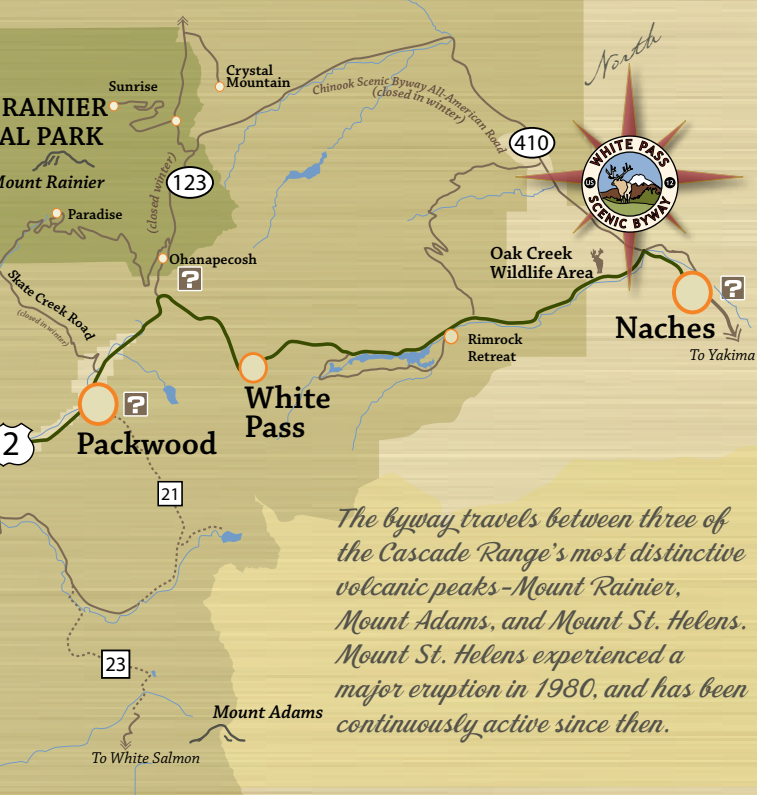 North
Crystal
Mountain
Sunrise
Chinook Scenic Byway All-American Road
(closed in winter)
RAINIER
AL PARK
410
WHITE PASS
US
12
SCENIC BYWAY
Mount Rainier
123
(closed winter)
Paradise
Ohanapecosh
?
Oak Creek
Wildlife Area
Skate Creek Road
(closed in winter)
?
Naches
To Yakima
Rimrock
Retreat
White
Pass
?
Packwood
2
21
The byway travels between three of
the Cascade Range's most distinctive
volcanic peaks–Mount Rainier,
Mount Adams, and Mount St. Helens.
Mount St. Helens experienced a
major eruption in 1980, and has been
continuously active since then.
23
Mount Adams
To White Salmon